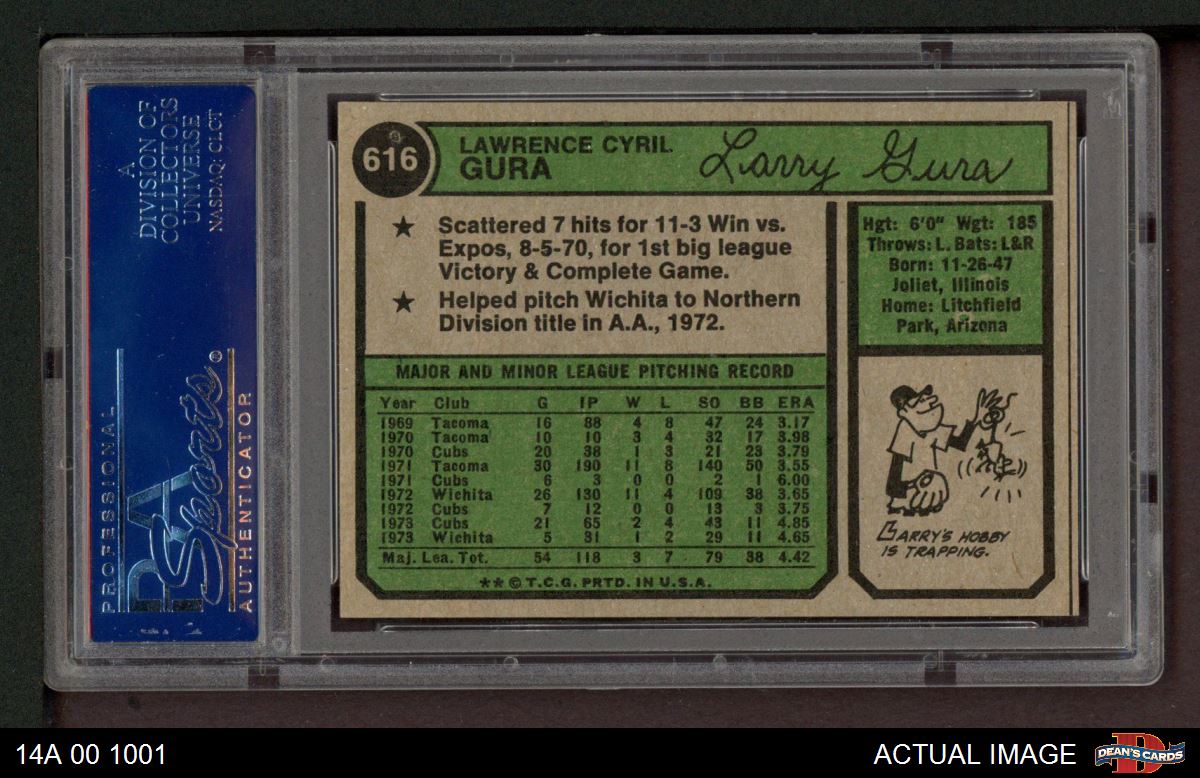 A
DIVISION OF
COLLECTORS
UNIVERSE
NASDAQ: CLCT
PROFESSIONAL
PSA
Sports®
AUTHENTICATOR
616
LAWRENCE CYRIL
GURA
Larry Gura
★ Scattered 7 hits for 11-3 Win vs.
Expos, 8-5-70, for 1st big league
Victory & Complete Game.
★ Helped pitch Wichita to Northern
Division title in A.A., 1972.
MAJOR AND MINOR LEAGUE PITCHING RECORD
Year Club G IP W L SO BB ERA
1969 Tacoma 16 88 4 8 47 24 3.17
1970 Tacoma 10 10 3 4 32 17 3.98
1970 Cubs 20 38 1 3 21 23 3.79
1971 Tacoma 30 190 11 8 140 50 3.55
1971 Cubs 6 3 0 0 2 1 6.00
1972 Wichita 26 130 11 4 109 38 3.65
1972 Cubs 7 12 0 0 13 3 3.75
1973 Cubs 21 65 2 4 43 11 4.85
1973 Wichita 5 31 1 2 29 11 4.65
Maj. Lea. Tot. 54 118 3 7 79 38 4.42
** © T.C.G. PRTD. IN U.S.A.
Hgt: 6'0" Wgt: 185
Throws: L. Bats: L&R
Born: 11-26-47
Joliet, Illinois
Home: Litchfield
Park, Arizona
LARRY'S HOBBY
IS TRAPPING.
14A 00 1001
ACTUAL IMAGE
DEAN'S CARDS